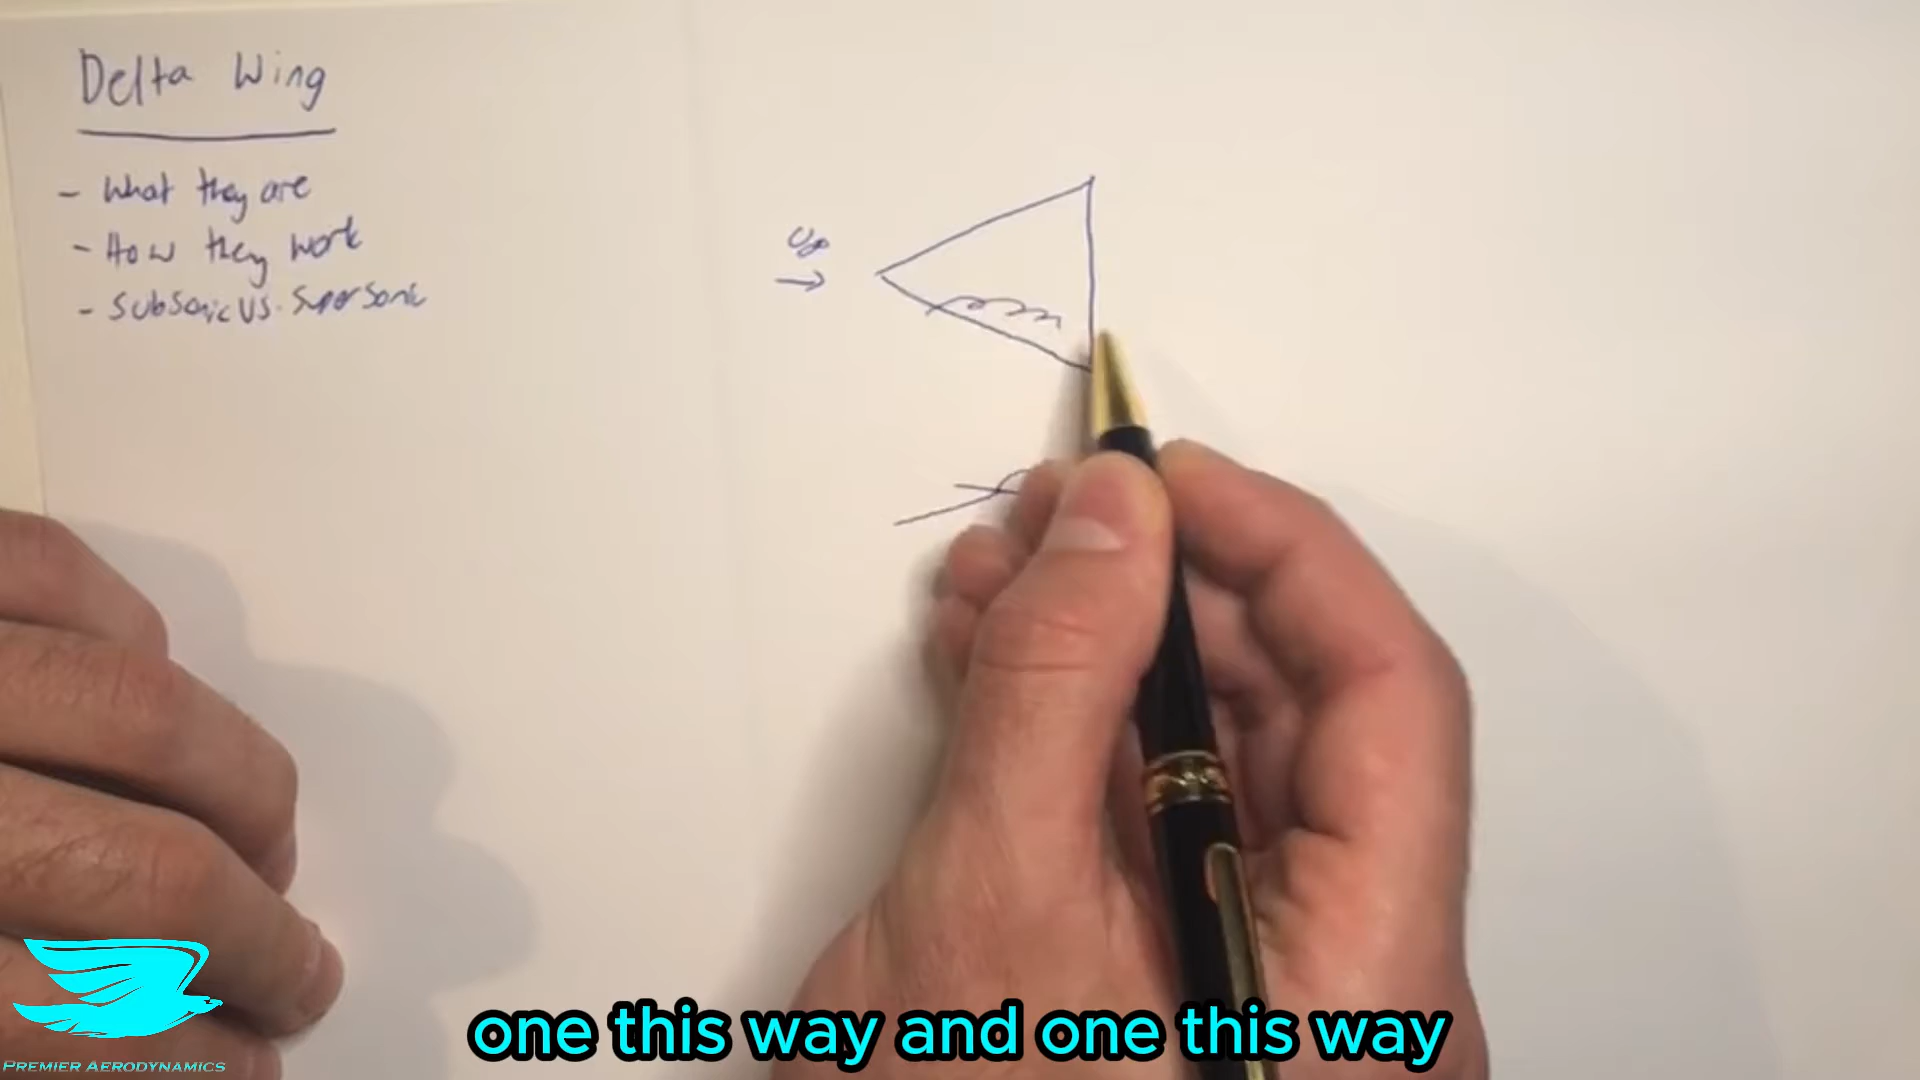 Delta Wing
- What they are
- How they work
- Subsonic VS. Supersonic
U∞
PREMIER AERODYNAMICS
one this way and one this way